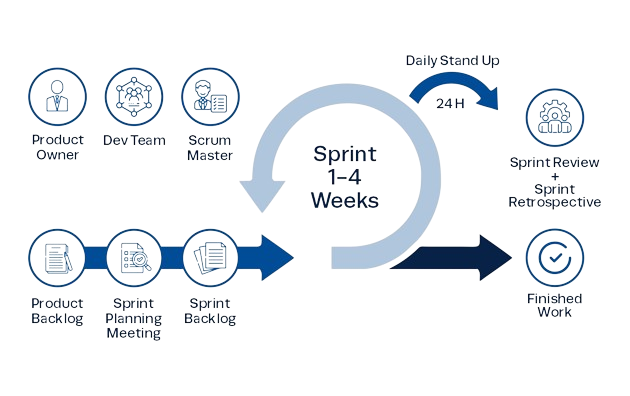 Daily Stand Up
24H
Product
Owner
Dev Team
Scrum
Master
Sprint
1–4
Weeks
Sprint Review
+
Sprint
Retrospective
Product
Backlog
Sprint
Planning
Meeting
Sprint
Backlog
Finished
Work